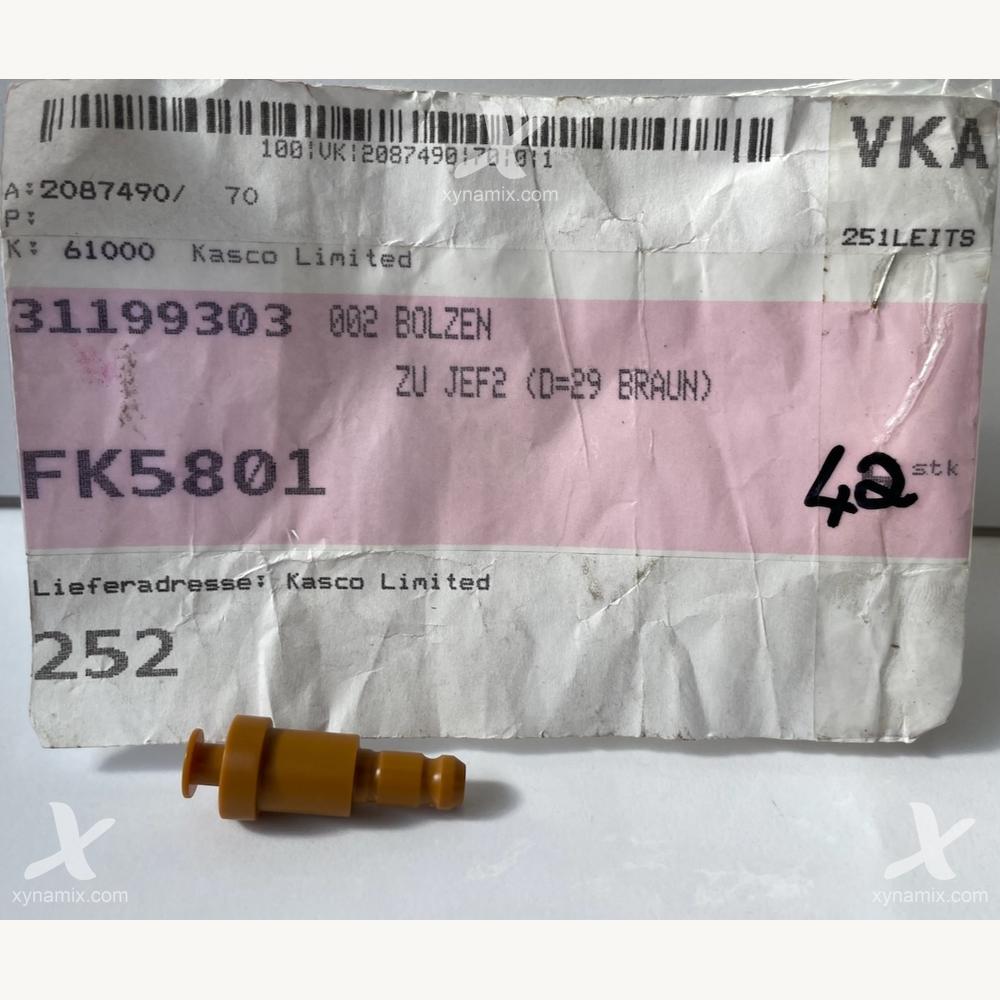 100¦VK¦2087490¦70¦0¦1
VKA
A:2087490/ 70
P:
K: 61000 Kasco Limited
251LEITS
31199303 002 BOLZEN
ZU JEF2 (D=29 BRAUN)
FK5801
42 stk
Lieferadresse: Kasco Limited
252
xynamix.com
xynamix.com
xynamix.com